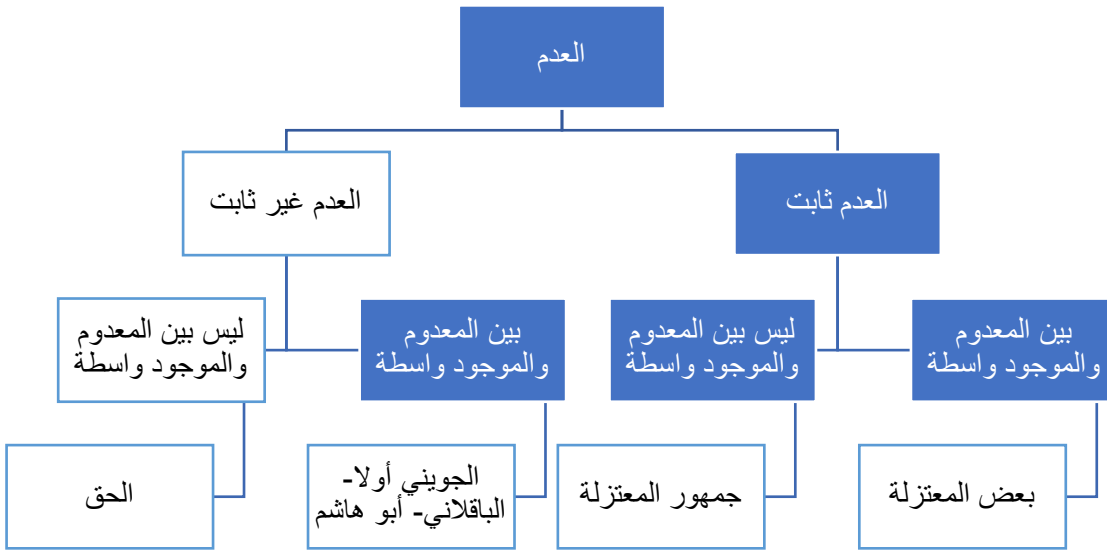 العدم
العدم ثابت
العدم غير ثابت
بين المعدوم
والموجود واسطة
ليس بين المعدوم
والموجود واسطة
بين المعدوم
والموجود واسطة
ليس بين المعدوم
والموجود واسطة
بعض المعتزلة
جمهور المعتزلة
الجويني أولا-
الباقلاني- أبو هاشم
الحق